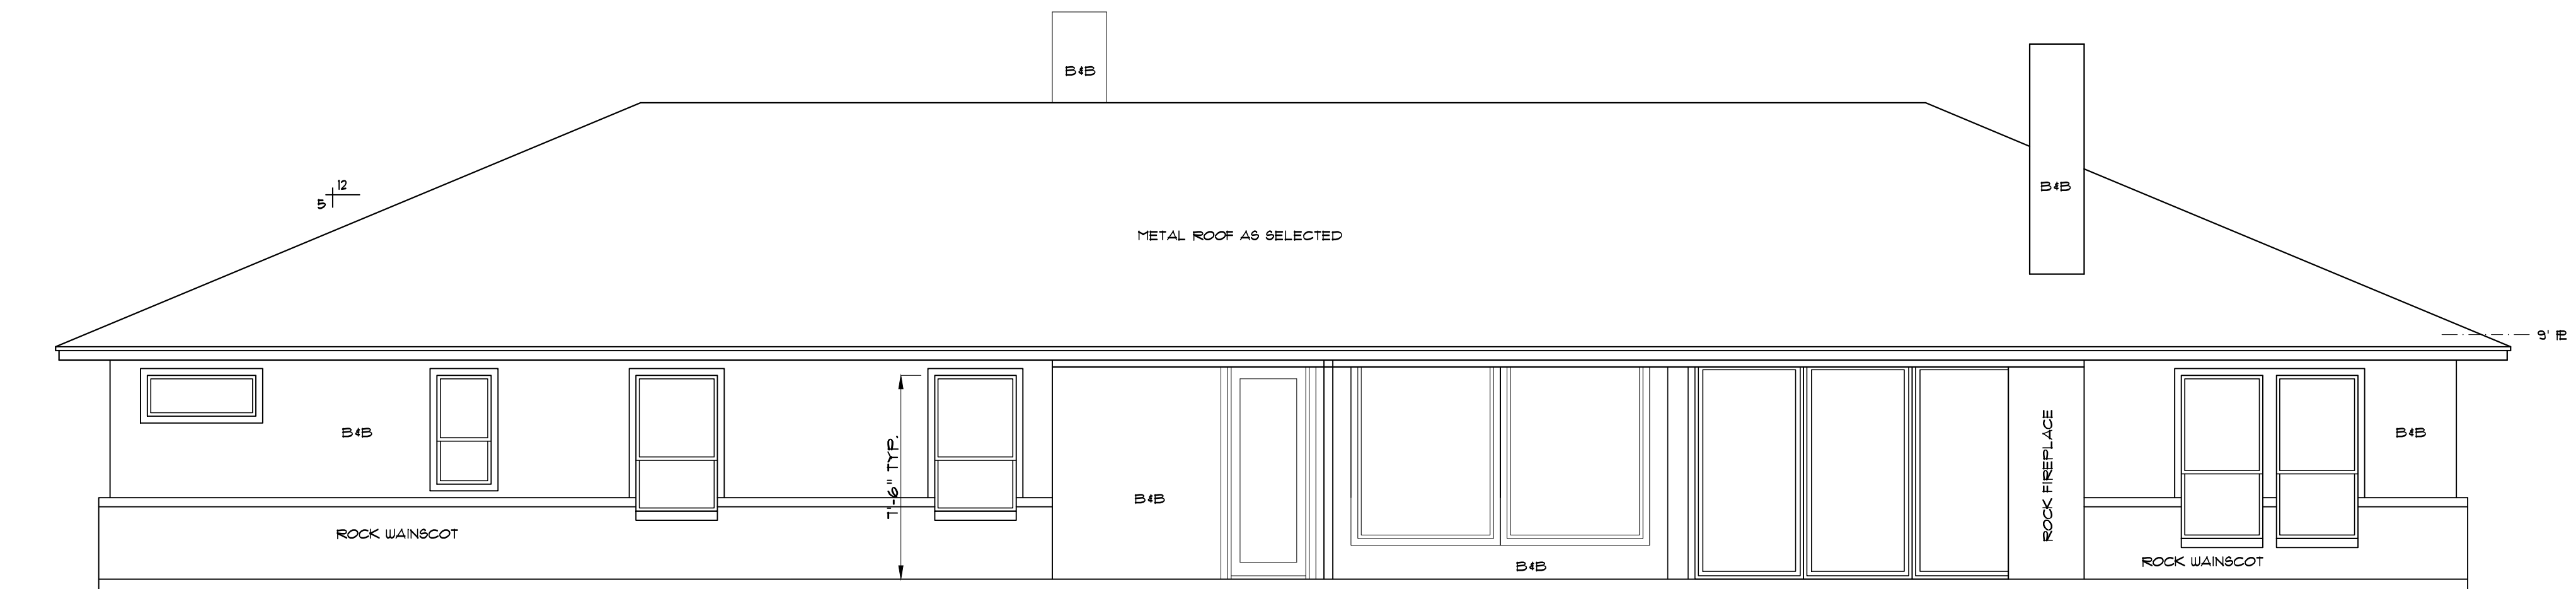 B&B
B&B
12
5
METAL ROOF AS SELECTED
9' PL
B&B
7'-6" TYP.
B&B
ROCK FIREPLACE
B&B
ROCK WAINSCOT
B&B
ROCK WAINSCOT